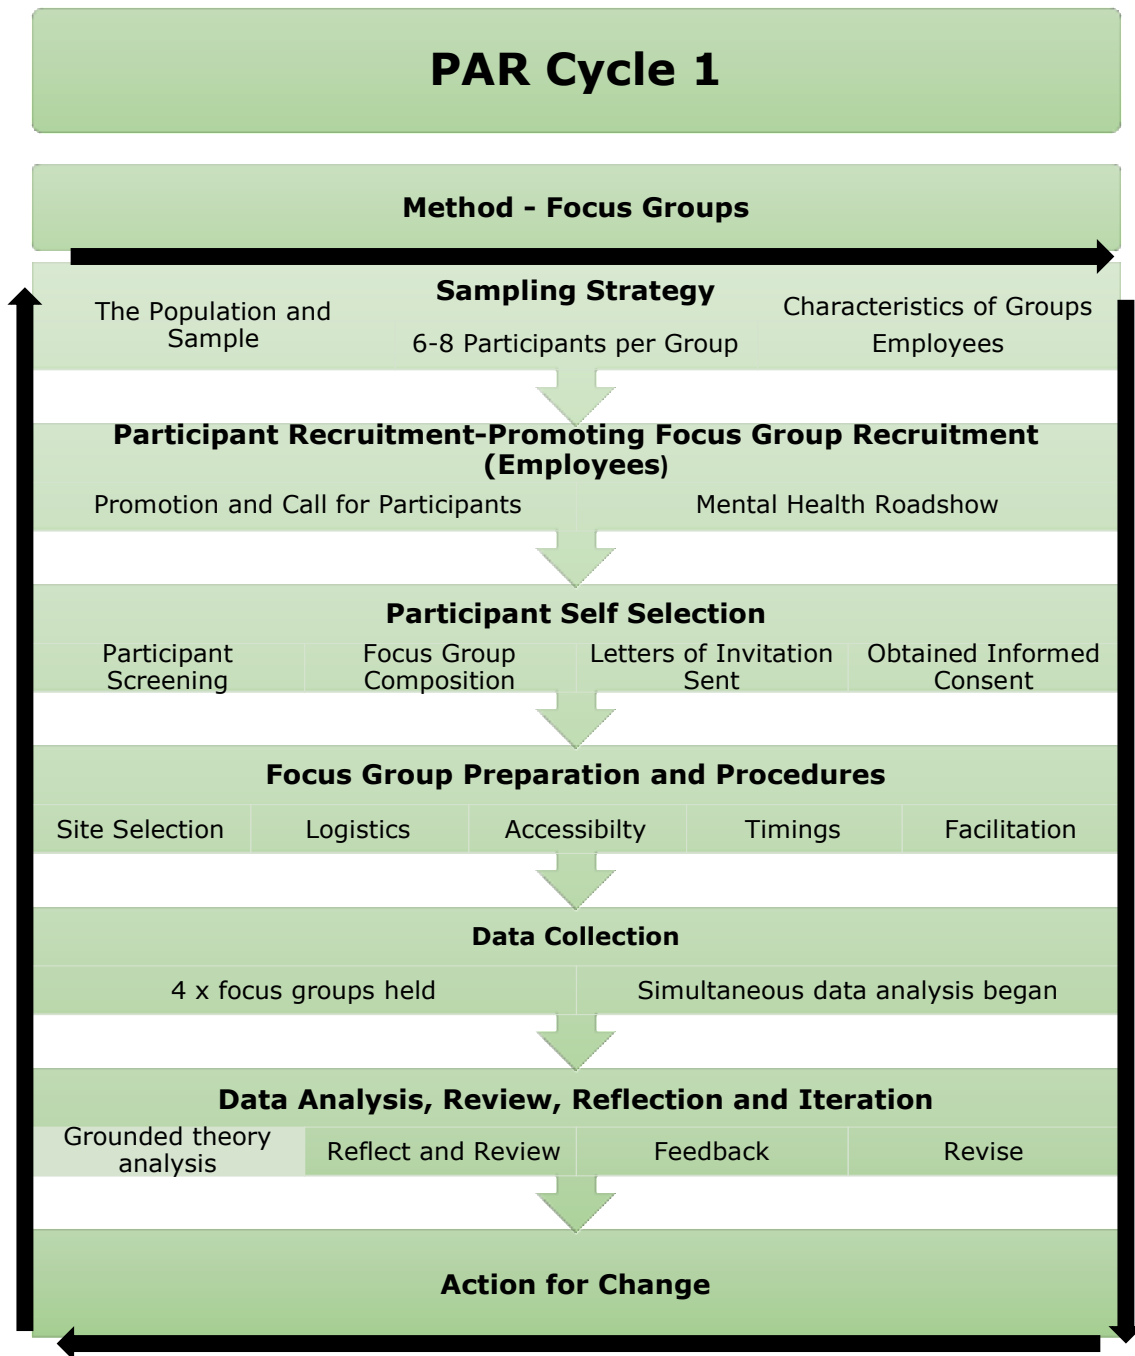 PAR Cycle 1
Method - Focus Groups
Sampling Strategy
The Population and
Sample
6-8 Participants per Group
Characteristics of Groups
Employees
Participant Recruitment-Promoting Focus Group Recruitment
(Employees)
Promotion and Call for Participants
Mental Health Roadshow
Participant Self Selection
Participant
Screening
Focus Group
Composition
Letters of Invitation
Sent
Obtained Informed
Consent
Focus Group Preparation and Procedures
Site Selection
Logistics
Accessibilty
Timings
Facilitation
Data Collection
4 x focus groups held
Simultaneous data analysis began
Data Analysis, Review, Reflection and Iteration
Grounded theory
analysis
Reflect and Review
Feedback
Revise
Action for Change